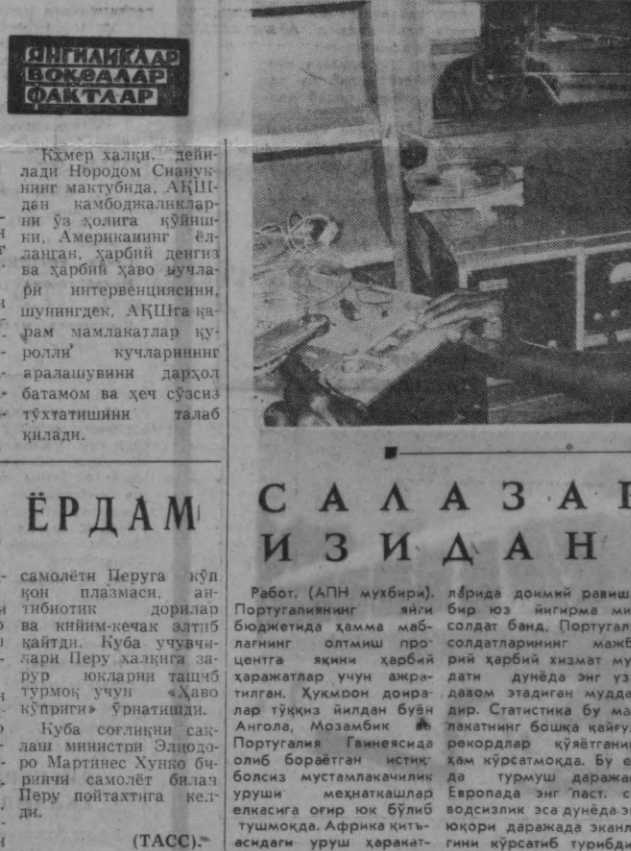 ЯНГИЛИКЛАР
ВОҚЕАЛАР
ФАКТЛАР
Кҳмер халқи, дейи-
лади Нородом Сианук-
нинг мактубида, АҚШ-
дан камбоджаликлар-
ни ўз ҳолига қўйиш-
ни, Американинг ёл-
ланган, ҳарбий денгиз
ва ҳарбий ҳаво кучла-
ри интервенциясини,
шунингдек, АҚШга қа-
рам мамлакатлар қу-
ролли кучларининг
аралашувини дарҳол
батамом ва ҳеч сўзсиз
тўхтатишини талаб
қилади.
ЁРДАМ
самолёти Перуга кўп
қон плазмаси, ан-
тибиотик дорилар
ва кийим-кечак элтиб
қайтди. Куба учувчи-
лари Перу халқига за-
рур юкларни ташиб
турмоқ учун «Ҳаво
кўприги» ўрнатишди.
Куба соғлиқни сақ-
лаш министри Элиодо-
ро Мартинес Хунко би-
ринчи самолёт билан
Перу пойтахтига кел-
ди.
(ТАСС).
САЛАЗАР
ИЗИДАН
Работ. (АПН мухбири).
Португалиянинг янги
бюджетида ҳамма маб-
лағнинг олтмиш про-
центга яқини ҳарбий
ҳаражатлар учун ажра-
тилган. Ҳукмрон доира-
лар тўққиз йилдан буён
Ангола, Мозамбик ва
Португалия Гвинеясида
олиб бораётган истиқ-
болсиз мустамлакачилик
уруши меҳнаткашлар
елкасига оғир юк бўлиб
тушмоқда. Африка қитъ-
асидаги уруш ҳаракат-
ларида доимий равиш
бир юз йигирма ми
солдат банд. Португал
солдатларининг мажб
рий ҳарбий хизмат му
дати дунёда энг уз
давом этадиган мудда
дир. Статистика бу ма
лакатнинг бошқа қайғу
рекордлар қўяётгани
ҳам кўрсатмоқда. Бу е
да турмуш даража
Европада энг паст, с
водсизлик эса дунёда э
юқори даражада экан
гини кўрсатиб турибди